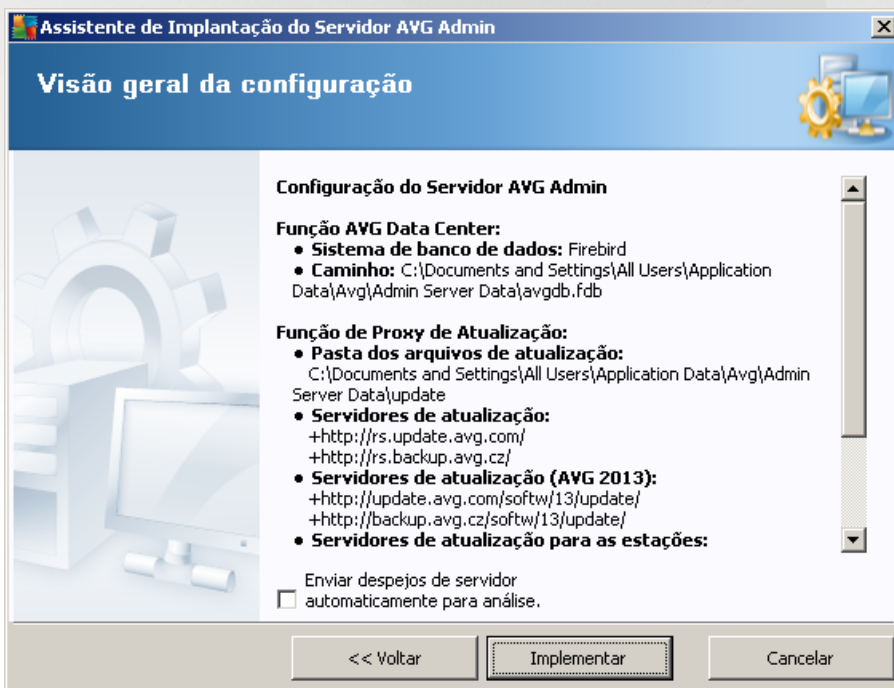 Assistente de Implantação do Servidor AVG Admin
Visão geral da configuração
Configuração do Servidor AVG Admin
Função AVG Data Center:
● Sistema de banco de dados: Firebird
● Caminho: C:\Documents and Settings\All Users\Application
Data\Avg\Admin Server Data\avgdb.fdb
Função de Proxy de Atualização:
● Pasta dos arquivos de atualização:
C:\Documents and Settings\All Users\Application Data\Avg\Admin
Server Data\update
● Servidores de atualização:
+http://rs.update.avg.com/
+http://rs.backup.avg.cz/
● Servidores de atualização (AVG 2013):
+http://update.avg.com/softw/13/update/
+http://backup.avg.cz/softw/13/update/
● Servidores de atualização para as estações:
Enviar despejos de servidor
automaticamente para análise.
<< Voltar
Implementar
Cancelar